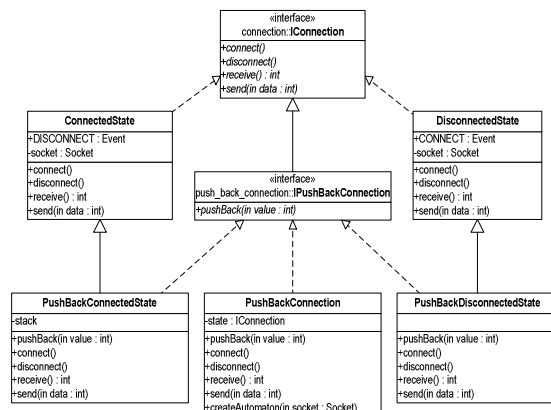 «interface»
connection::IConnection
+connect()
+disconnect()
+receive() : int
+send(in data : int)
ConnectedState
+DISCONNECT : Event
-socket : Socket
+connect()
+disconnect()
+receive() : int
+send(in data : int)
DisconnectedState
+CONNECT : Event
-socket : Socket
+connect()
+disconnect()
+receive() : int
+send(in data : int)
«interface»
push_back_connection::IPushBackConnection
+pushBack(in value : int)
PushBackConnectedState
-stack
+pushBack(in value : int)
+connect()
+disconnect()
+receive() : int
+send(in data : int)
PushBackConnection
-state : IConnection
+pushBack(in value : int)
+connect()
+disconnect()
+receive() : int
+send(in data : int)
+createAutomaton(in socket : Socket)
PushBackDisconnectedState
+pushBack(in value : int)
+connect()
+disconnect()
+receive() : int
+send(in data : int)